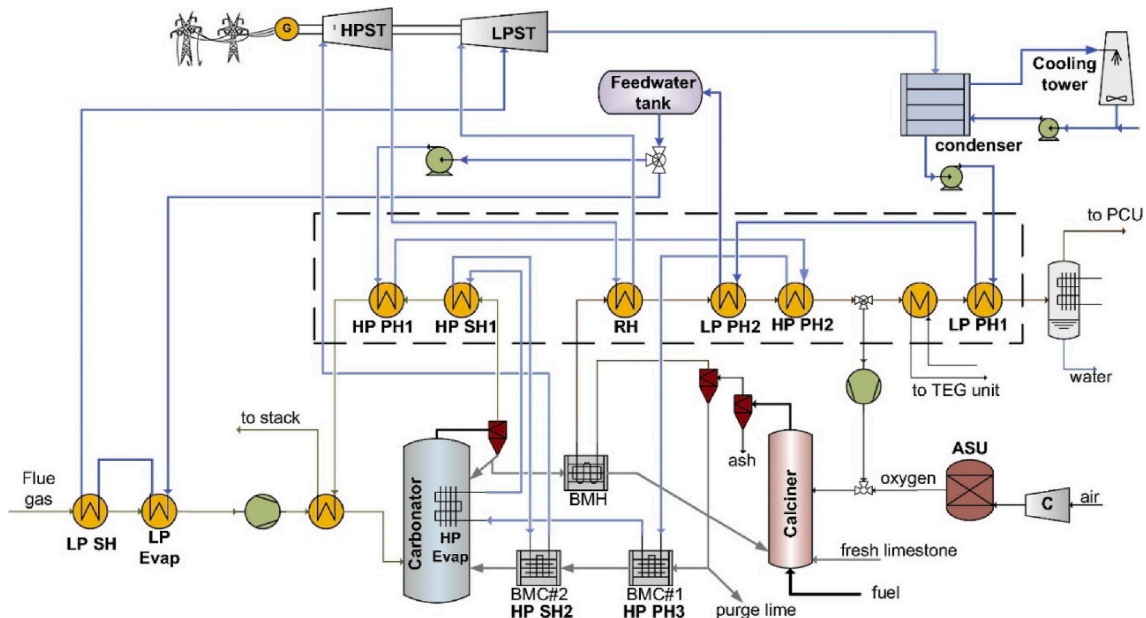 G
HPST
LPST
Cooling
tower
Feedwater
tank
condenser
to PCU
HP PH1
HP SH1
RH
LP PH2
HP PH2
LP PH1
to TEG unit
water
to stack
ash
ASU
Flue
gas
BMH
oxygen
air
C
Carbonator
Calciner
LP SH
LP
Evap
HP
Evap
fresh limestone
BMC#2
HP SH2
BMC#1
HP PH3
purge lime
fuel